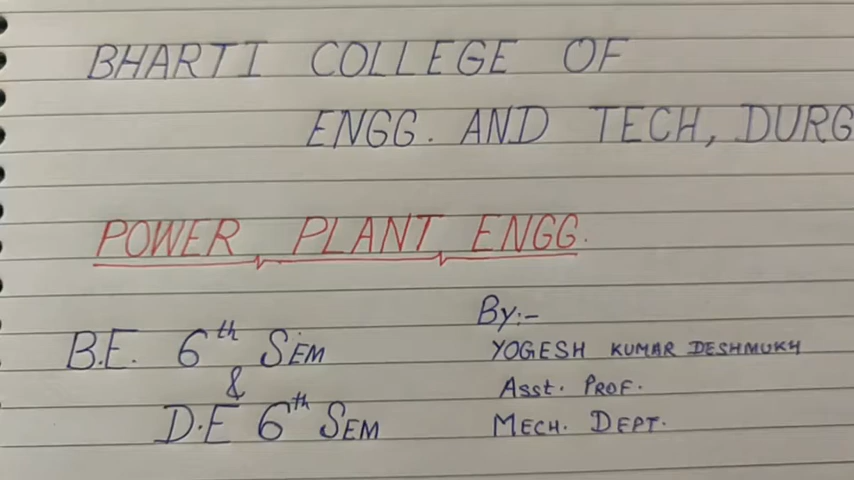 BHARTI COLLEGE OF
ENGG. AND TECH, DURG
POWER PLANT ENGG.
B.E. 6th SEM
&
D.E 6th SEM
By:-
YOGESH KUMAR DESHMUKH
Asst. PROF.
MECH. DEPT.